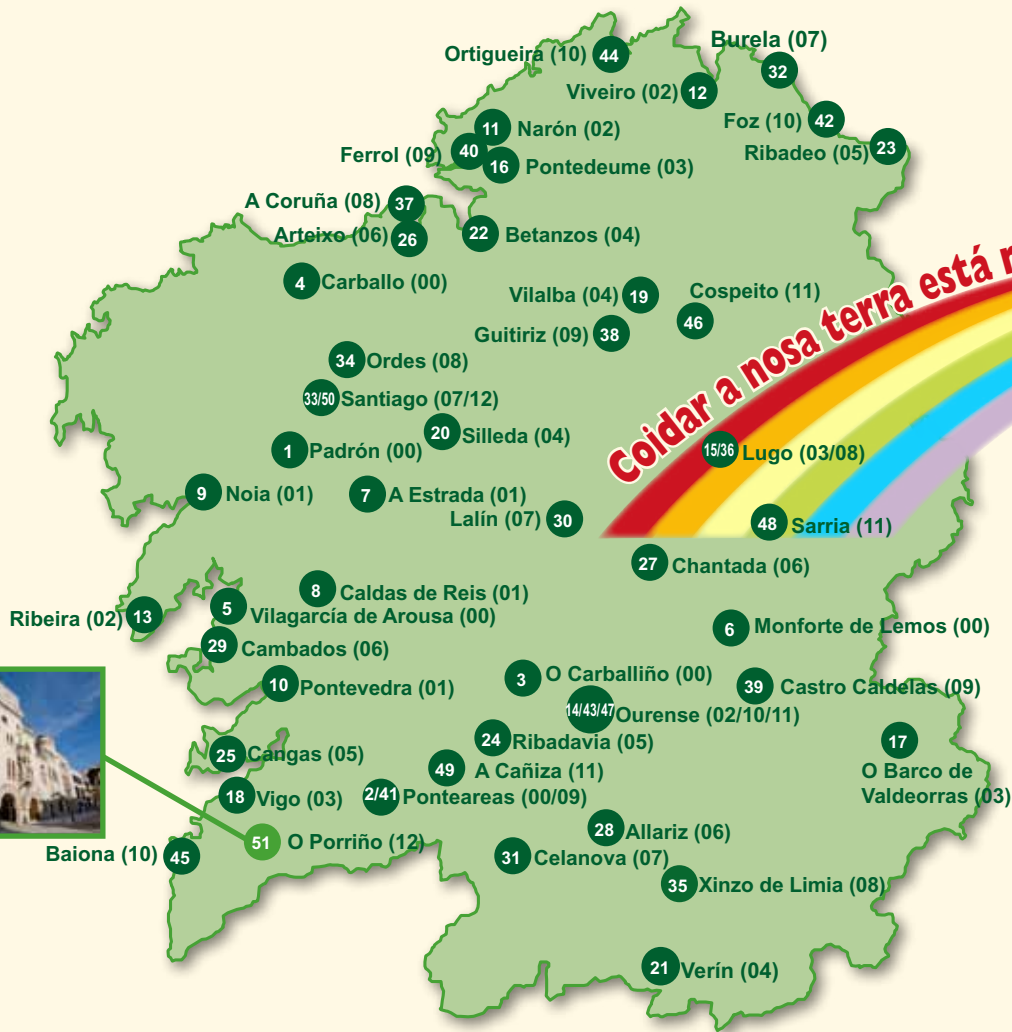 Ortigueira (10) 44
Burela (07)
32
Viveiro (02) 12
11 Narón (02)
Foz (10) 42
Ferrol (09) 40
16 Pontedeume (03)
Ribadeo (05) 23
A Coruña (08) 37
Arteixo (06) 26
22 Betanzos (04)
4 Carballo (00)
Vilalba (04) 19
Cospeito (11)
46
Guitiriz (09) 38
Coidar a nosa terra está
34 Ordes (08)
33/50 Santiago (07/12)
20 Silleda (04)
1 Padrón (00)
15/36 Lugo (03/08)
9 Noia (01)
7 A Estrada (01)
Lalín (07) 30
48 Sarria (11)
27 Chantada (06)
8 Caldas de Reis (01)
5 Vilagarcía de Arousa (00)
Ribeira (02) 13
6 Monforte de Lemos (00)
29 Cambados (06)
3 O Carballiño (00)
10 Pontevedra (01)
39 Castro Caldelas (09)
14/43/47 Ourense (02/10/11)
24 Ribadavia (05)
17
O Barco de
Valdeorras (03)
25 Cangas (05)
49 A Cañiza (11)
18 Vigo (03)
2/41 Ponteareas (00/09)
28 Allariz (06)
51 O Porriño (12)
Baiona (10) 45
31 Celanova (07)
35 Xinzo de Limia (08)
21 Verín (04)